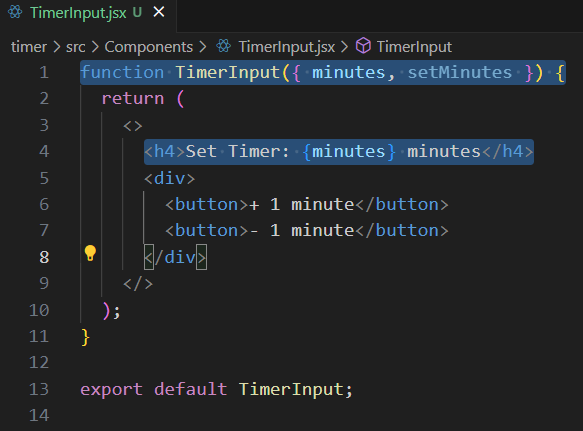 TimerInput.jsx U ×
timer > src > Components > TimerInput.jsx > TimerInput
1 function TimerInput({ minutes, setMinutes }) {
2   return (
3     <>
4       <h4>Set Timer: {minutes} minutes</h4>
5       <div>
6         <button>+ 1 minute</button>
7         <button>- 1 minute</button>
8       </div>
9     </>
10   );
11 }
12
13 export default TimerInput;
14